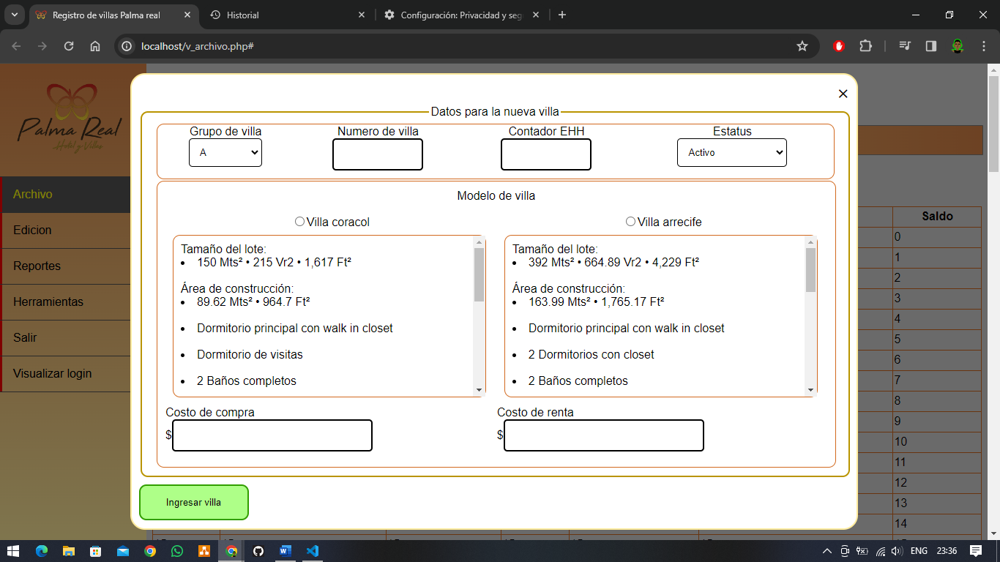 Registro de villas Palma real
Historial
Configuración: Privacidad y seg
localhost/v_archivo.php#
Palma Real
Hotel y Villas
Archivo
Edicion
Reportes
Herramientas
Salir
Visualizar login
Datos para la nueva villa
Grupo de villa Numero de villa Contador EHH Estatus
A Activo
Modelo de villa
Villa coracol Villa arrecife
Tamaño del lote:
• 150 Mts² • 215 Vr2 • 1,617 Ft²
Área de construcción:
• 89.62 Mts² • 964.7 Ft²
• Dormitorio principal con walk in closet
• Dormitorio de visitas
• 2 Baños completos
Tamaño del lote:
• 392 Mts² • 664.89 Vr2 • 4,229 Ft²
Área de construcción:
• 163.99 Mts² • 1,765.17 Ft²
• Dormitorio principal con walk in closet
• 2 Dormitorios con closet
• 2 Baños completos
Costo de compra
$
Costo de renta
$
Ingresar villa
Saldo
0
1
2
3
4
5
6
7
8
9
10
11
12
13
14
ENG 23:36